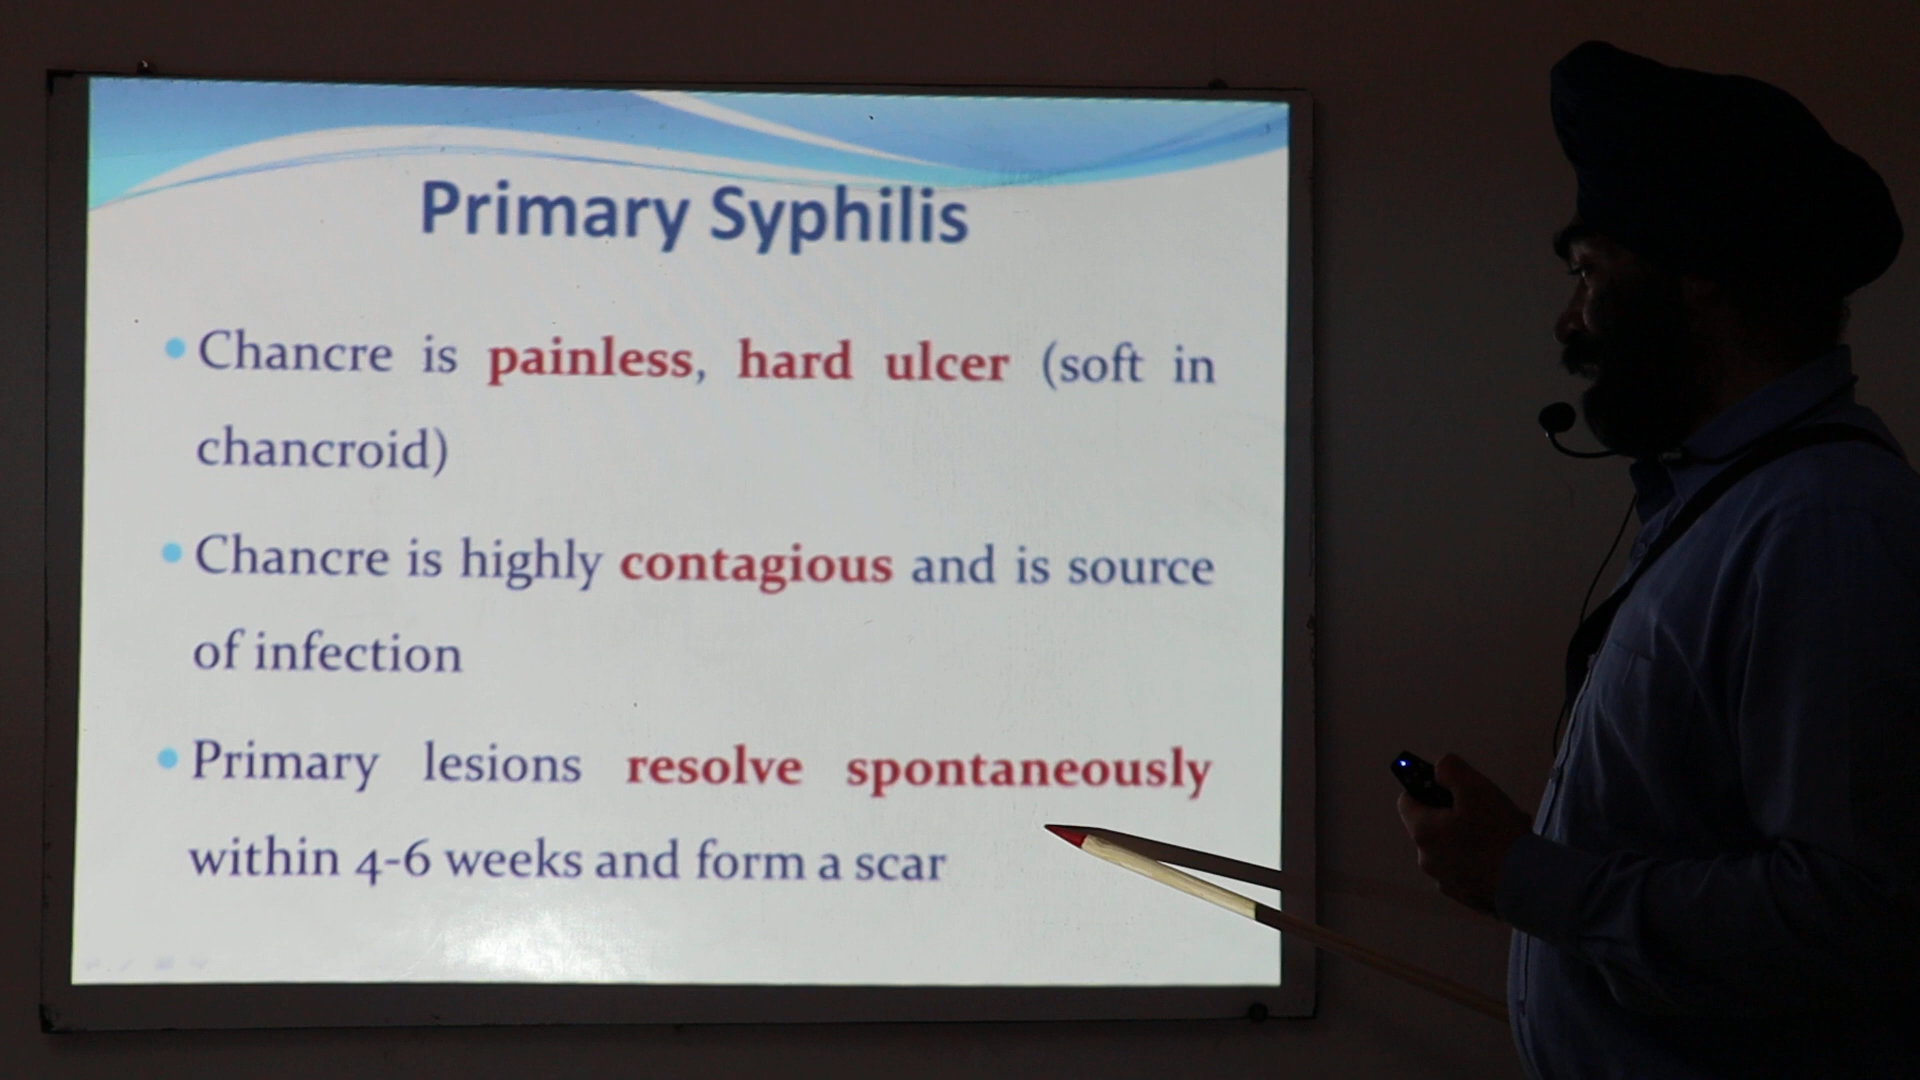 Primary Syphilis
• Chancre is painless, hard ulcer (soft in
chancroid)
• Chancre is highly contagious and is source
of infection
• Primary lesions resolve spontaneously
within 4-6 weeks and form a scar